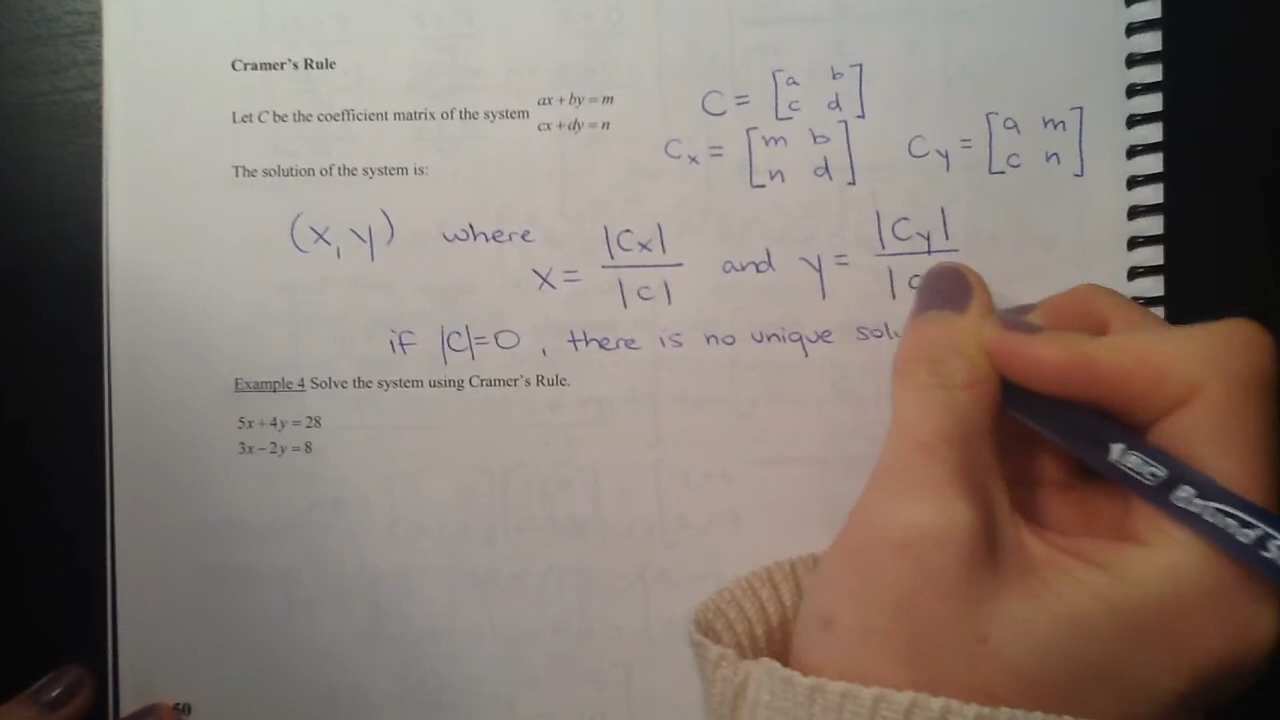 Cramer's Rule
Let C be the coefficient matrix of the system
ax + by = m
cx + dy = n
C = [a b
c d]
Cx = [m b
n d]
Cy = [a m
c n]
The solution of the system is:
(x, y) where x = |Cx| / |C| and y = |Cy| / |C
if |C|=0 , there is no unique
Example 4 Solve the system using Cramer's Rule.
5x + 4y = 28
3x – 2y = 8
50
BIC